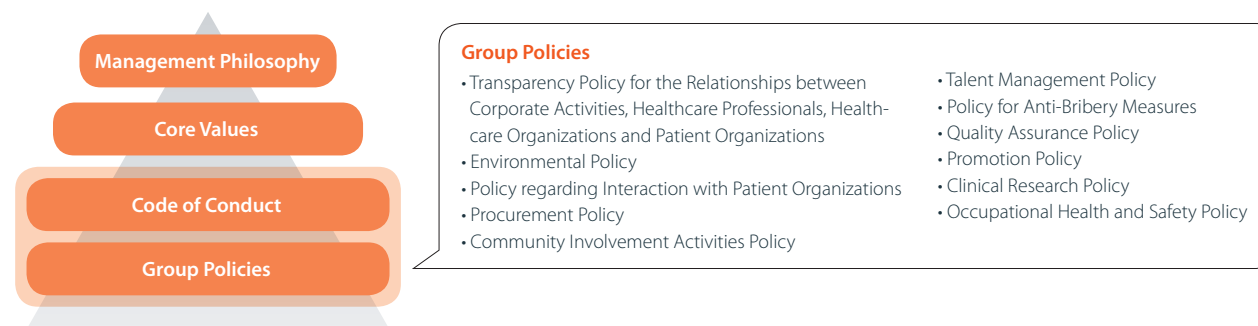 Management Philosophy
Core Values
Code of Conduct
Group Policies
Group Policies
• Transparency Policy for the Relationships between
Corporate Activities, Healthcare Professionals, Health-
care Organizations and Patient Organizations
• Environmental Policy
• Policy regarding Interaction with Patient Organizations
• Procurement Policy
• Community Involvement Activities Policy
• Talent Management Policy
• Policy for Anti-Bribery Measures
• Quality Assurance Policy
• Promotion Policy
• Clinical Research Policy
• Occupational Health and Safety Policy